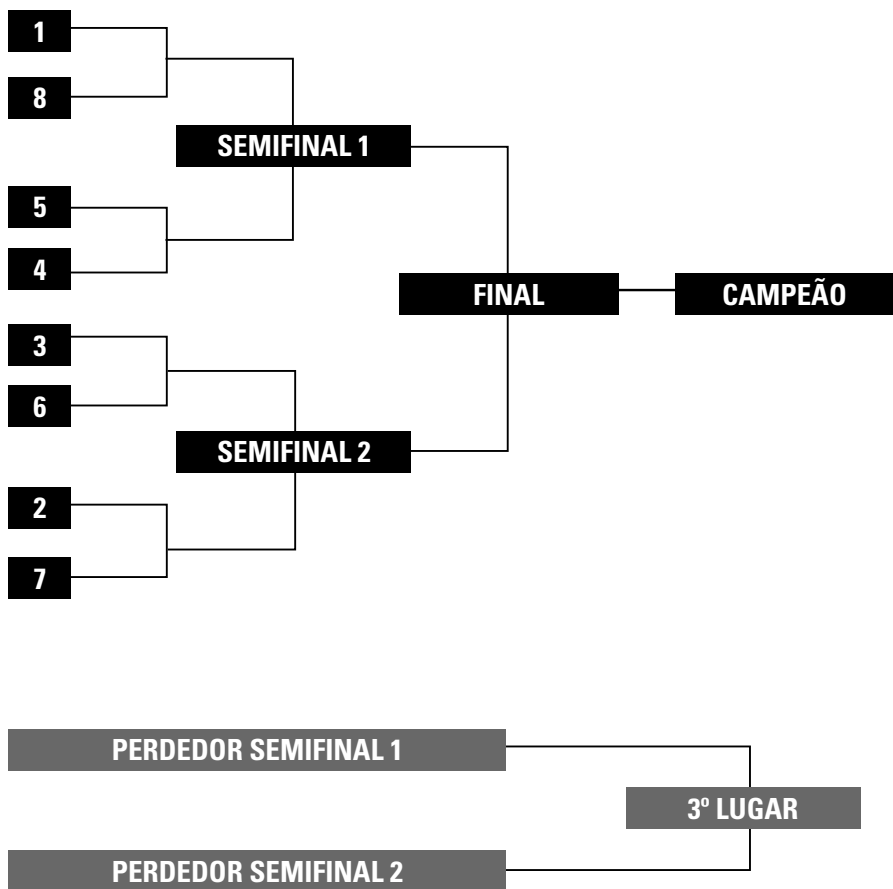 1
8
SEMIFINAL 1
5
4
FINAL
CAMPEÃO
3
6
SEMIFINAL 2
2
7
PERDEDOR SEMIFINAL 1
3º LUGAR
PERDEDOR SEMIFINAL 2